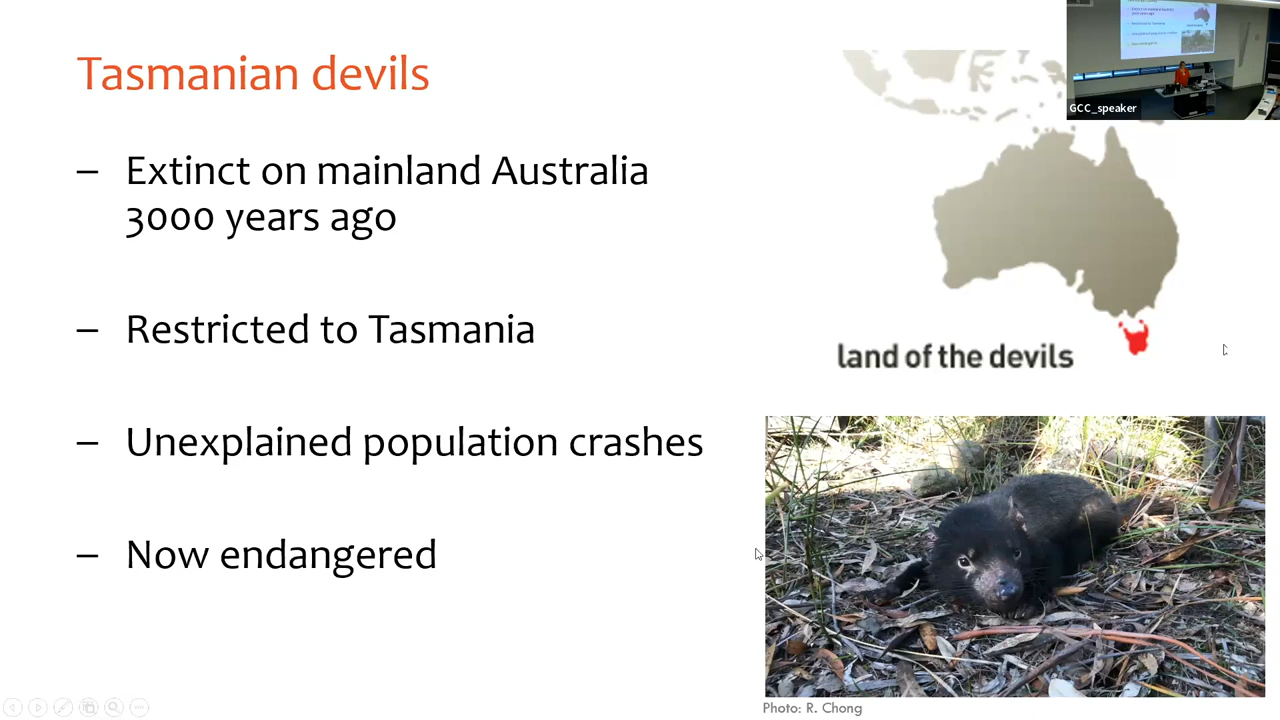 Tasmanian devils
– Extinct on mainland Australia
3000 years ago
– Restricted to Tasmania
– Unexplained population crashes
– Now endangered
GCC_speaker
land of the devils
Photo: R. Chong